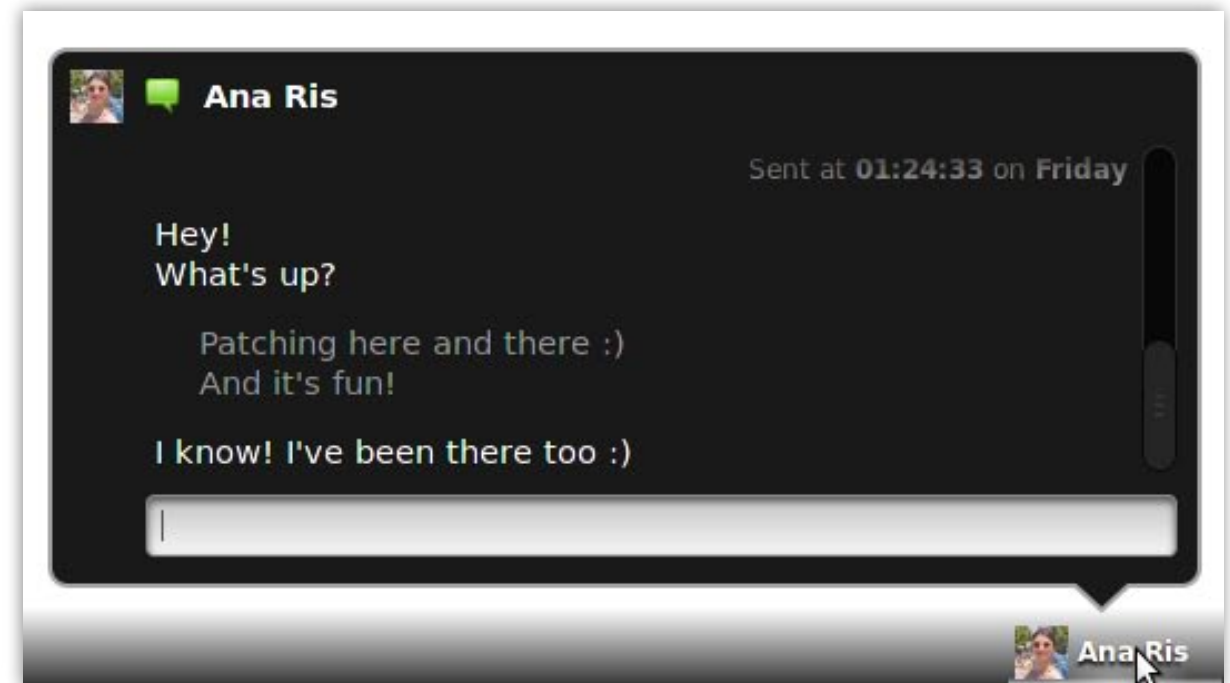 Ana Ris
Sent at 01:24:33 on Friday
Hey!
What's up?
Patching here and there :)
And it's fun!
I know! I've been there too :)
Ana Ris